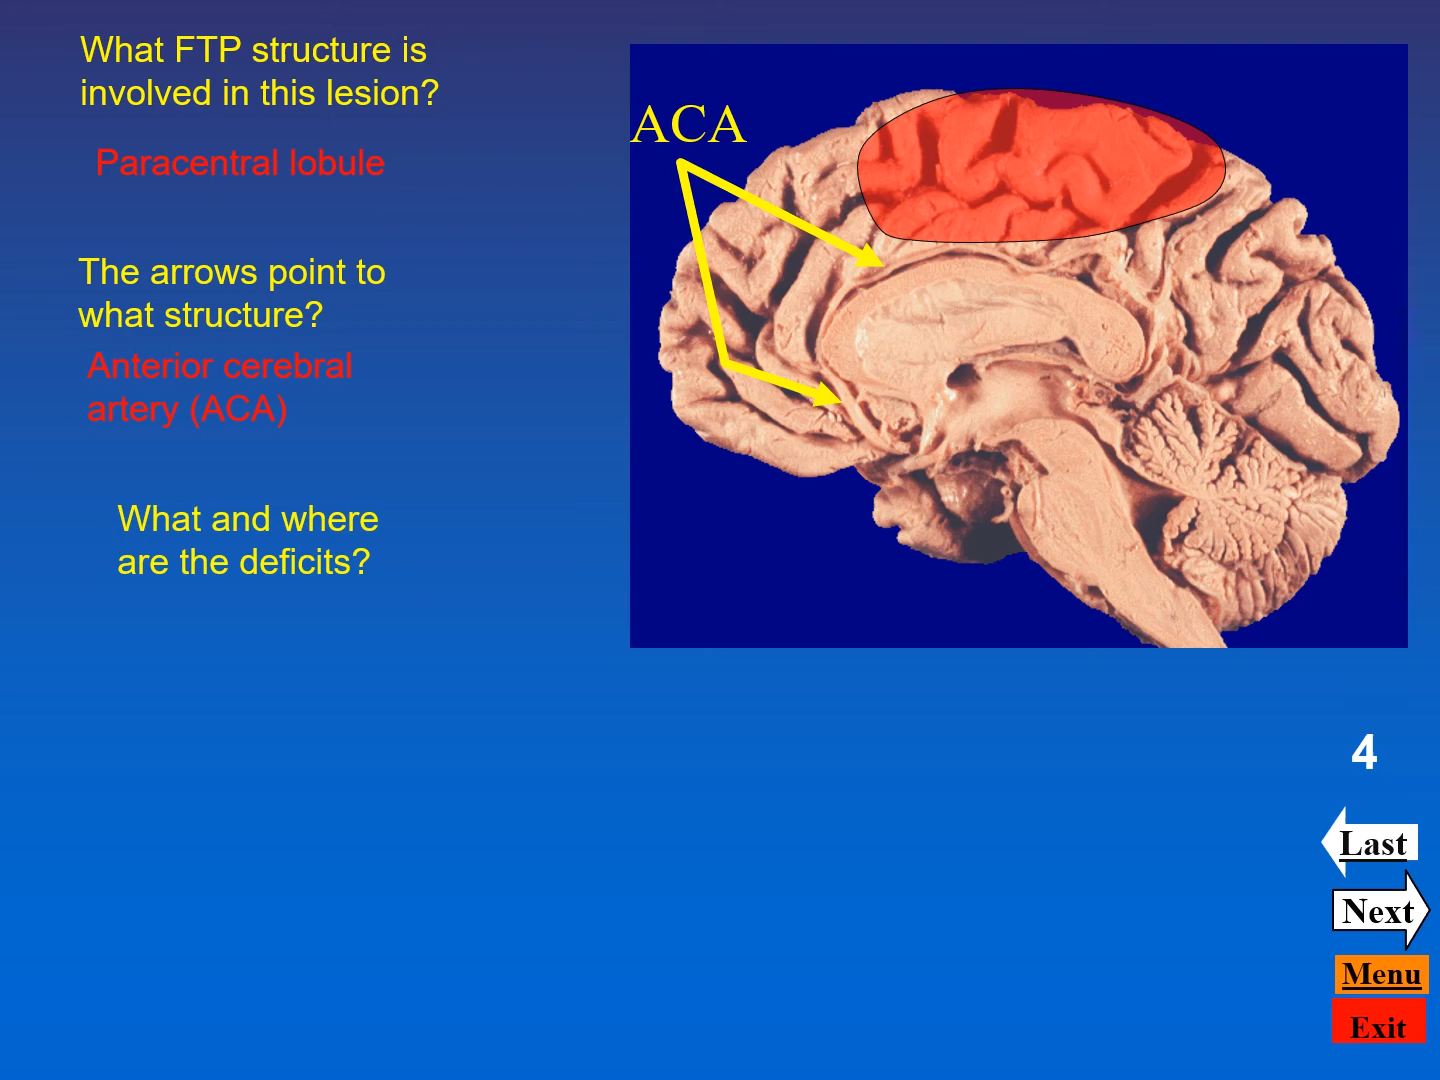 What FTP structure is
involved in this lesion?
Paracentral lobule
The arrows point to
what structure?
Anterior cerebral
artery (ACA)
What and where
are the deficits?
ACA
4
Last
Next
Menu
Exit